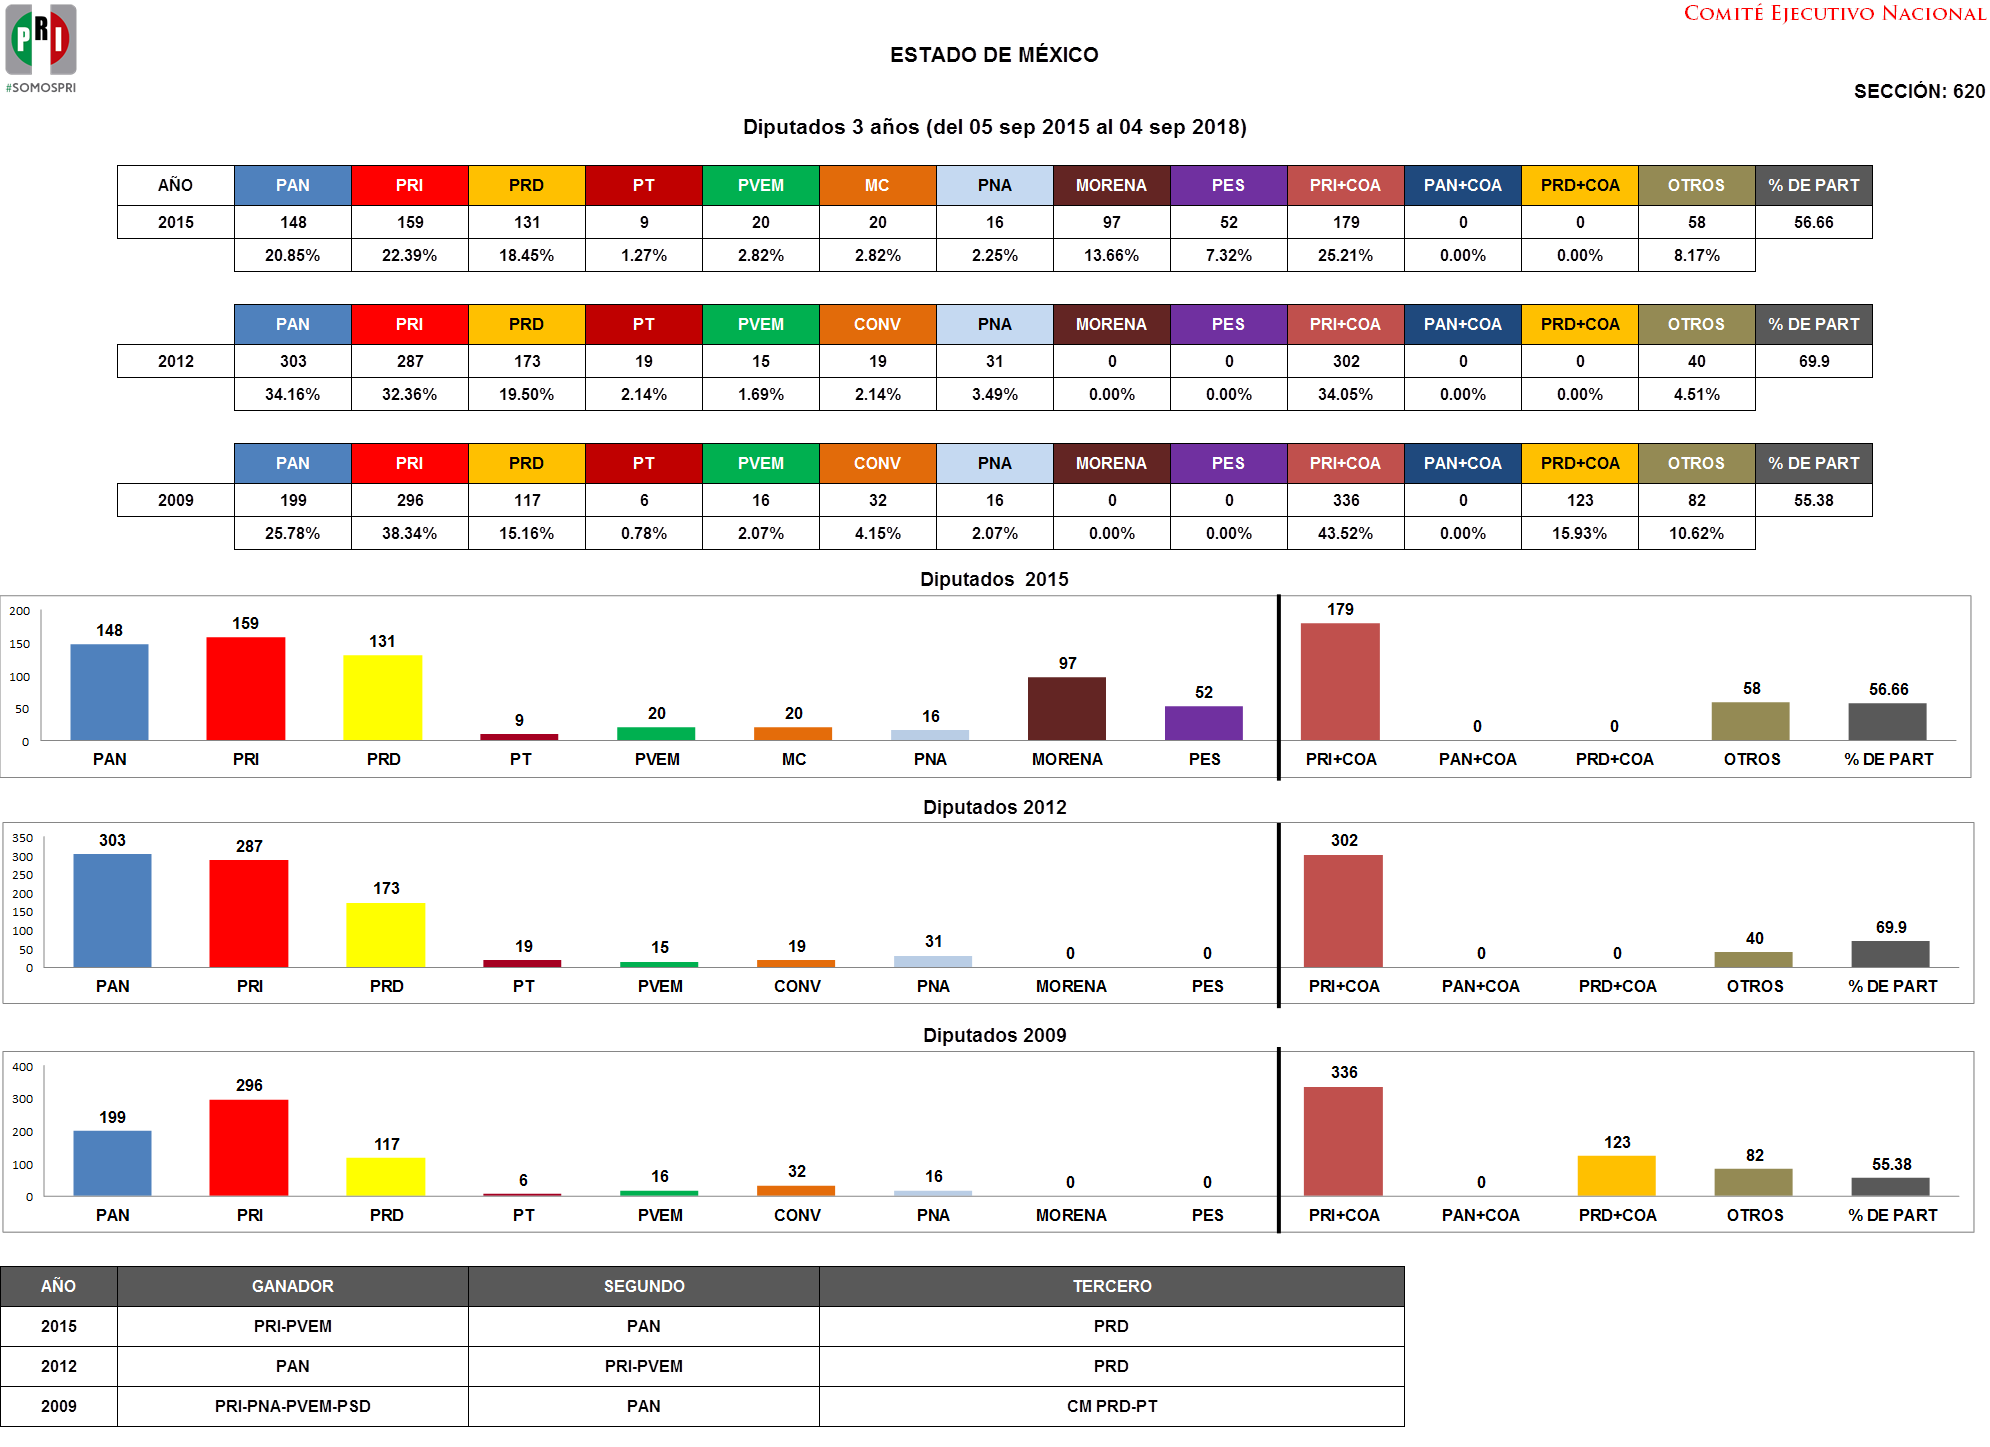 PRI
#SOMOSPRI
COMITÉ EJECUTIVO NACIONAL
ESTADO DE MÉXICO
SECCIÓN: 620
Diputados 3 años (del 05 sep 2015 al 04 sep 2018)
AÑO PAN PRI PRD PT PVEM MC PNA MORENA PES PRI+COA PAN+COA PRD+COA OTROS % DE PART
2015 148 159 131 9 20 20 16 97 52 179 0 0 58 56.66
20.85% 22.39% 18.45% 1.27% 2.82% 2.82% 2.25% 13.66% 7.32% 25.21% 0.00% 0.00% 8.17%
PAN PRI PRD PT PVEM CONV PNA MORENA PES PRI+COA PAN+COA PRD+COA OTROS % DE PART
2012 303 287 173 19 15 19 31 0 0 302 0 0 40 69.9
34.16% 32.36% 19.50% 2.14% 1.69% 2.14% 3.49% 0.00% 0.00% 34.05% 0.00% 0.00% 4.51%
PAN PRI PRD PT PVEM CONV PNA MORENA PES PRI+COA PAN+COA PRD+COA OTROS % DE PART
2009 199 296 117 6 16 32 16 0 0 336 0 123 82 55.38
25.78% 38.34% 15.16% 0.78% 2.07% 4.15% 2.07% 0.00% 0.00% 43.52% 0.00% 15.93% 10.62%
Diputados 2015
200
150
100
50
0
148 159 131 9 20 20 16 97 52 179 0 0 58 56.66
PAN PRI PRD PT PVEM MC PNA MORENA PES PRI+COA PAN+COA PRD+COA OTROS % DE PART
Diputados 2012
350
300
250
200
150
100
50
0
303 287 173 19 15 19 31 0 0 302 0 0 40 69.9
PAN PRI PRD PT PVEM CONV PNA MORENA PES PRI+COA PAN+COA PRD+COA OTROS % DE PART
Diputados 2009
400
300
200
100
0
199 296 117 6 16 32 16 0 0 336 0 123 82 55.38
PAN PRI PRD PT PVEM CONV PNA MORENA PES PRI+COA PAN+COA PRD+COA OTROS % DE PART
AÑO GANADOR SEGUNDO TERCERO
2015 PRI-PVEM PAN PRD
2012 PAN PRI-PVEM PRD
2009 PRI-PNA-PVEM-PSD PAN CM PRD-PT